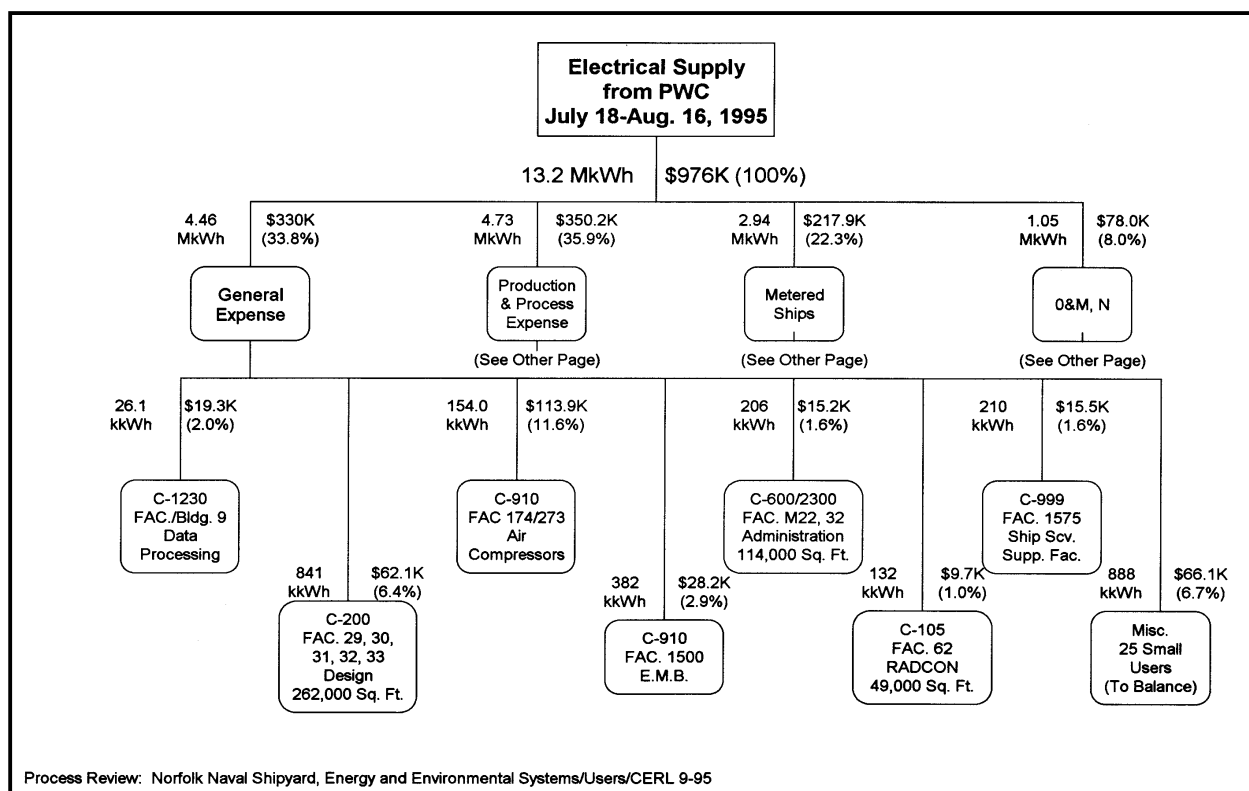 Electrical Supply
from PWC
July 18-Aug. 16, 1995
13.2 MkWh $976K (100%)
4.46 $330K
MkWh (33.8%)
4.73 $350.2K
MkWh (35.9%)
2.94 $217.9K
MkWh (22.3%)
1.05 $78.0K
MkWh (8.0%)
General
Expense
Production
& Process
Expense
(See Other Page)
Metered
Ships
(See Other Page)
0&M, N
(See Other Page)
26.1 $19.3K
kkWh (2.0%)
C-1230
FAC./Bldg. 9
Data
Processing
841 $62.1K
kkWh (6.4%)
C-200
FAC. 29, 30,
31, 32, 33
Design
262,000 Sq. Ft.
154.0 $113.9K
kkWh (11.6%)
C-910
FAC 174/273
Air
Compressors
382 $28.2K
kkWh (2.9%)
C-910
FAC. 1500
E.M.B.
206 $15.2K
kkWh (1.6%)
C-600/2300
FAC. M22, 32
Administration
114,000 Sq. Ft.
132 $9.7K
kkWh (1.0%)
C-105
FAC. 62
RADCON
49,000 Sq. Ft.
210 $15.5K
kkWh (1.6%)
C-999
FAC. 1575
Ship Scv.
Supp. Fac.
888 $66.1K
kkWh (6.7%)
Misc.
25 Small
Users
(To Balance)
Process Review: Norfolk Naval Shipyard, Energy and Environmental Systems/Users/CERL 9-95